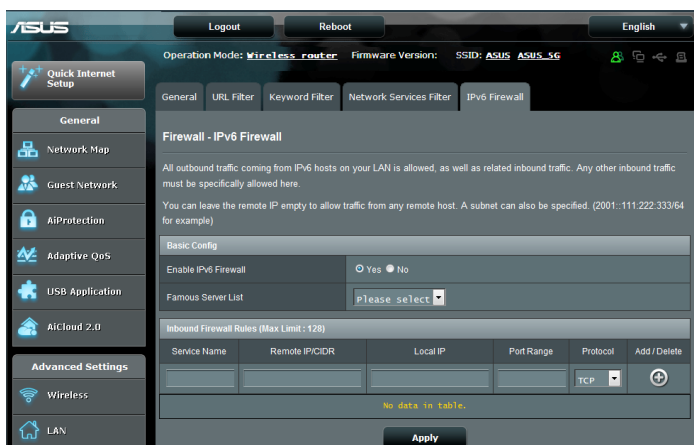 ASUS
Logout
Reboot
English
Operation Mode: Wireless router Firmware Version: SSID: ASUS ASUS_5G
Quick Internet
Setup
General
Network Map
Guest Network
AiProtection
Adaptive QoS
USB Application
AiCloud 2.0
Advanced Settings
Wireless
LAN
General
URL Filter
Keyword Filter
Network Services Filter
IPv6 Firewall
Firewall - IPv6 Firewall
All outbound traffic coming from IPv6 hosts on your LAN is allowed, as well as related inbound traffic. Any other inbound traffic
must be specifically allowed here.
You can leave the remote IP empty to allow traffic from any remote host. A subnet can also be specified. (2001::111:222:333/64
for example)
Basic Config
Enable IPv6 Firewall
Yes No
Famous Server List
Please select
Inbound Firewall Rules (Max Limit : 128)
Service Name Remote IP/CIDR Local IP Port Range Protocol Add / Delete
TCP
No data in table.
Apply